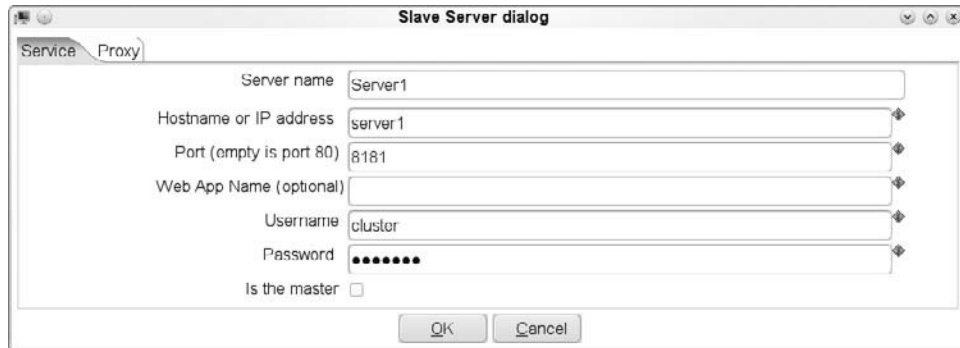 Slave Server dialog
Service Proxy
Server name Server1
Hostname or IP address server1
Port (empty is port 80) 8181
Web App Name (optional)
Username cluster
Password •••••••
Is the master
OK Cancel